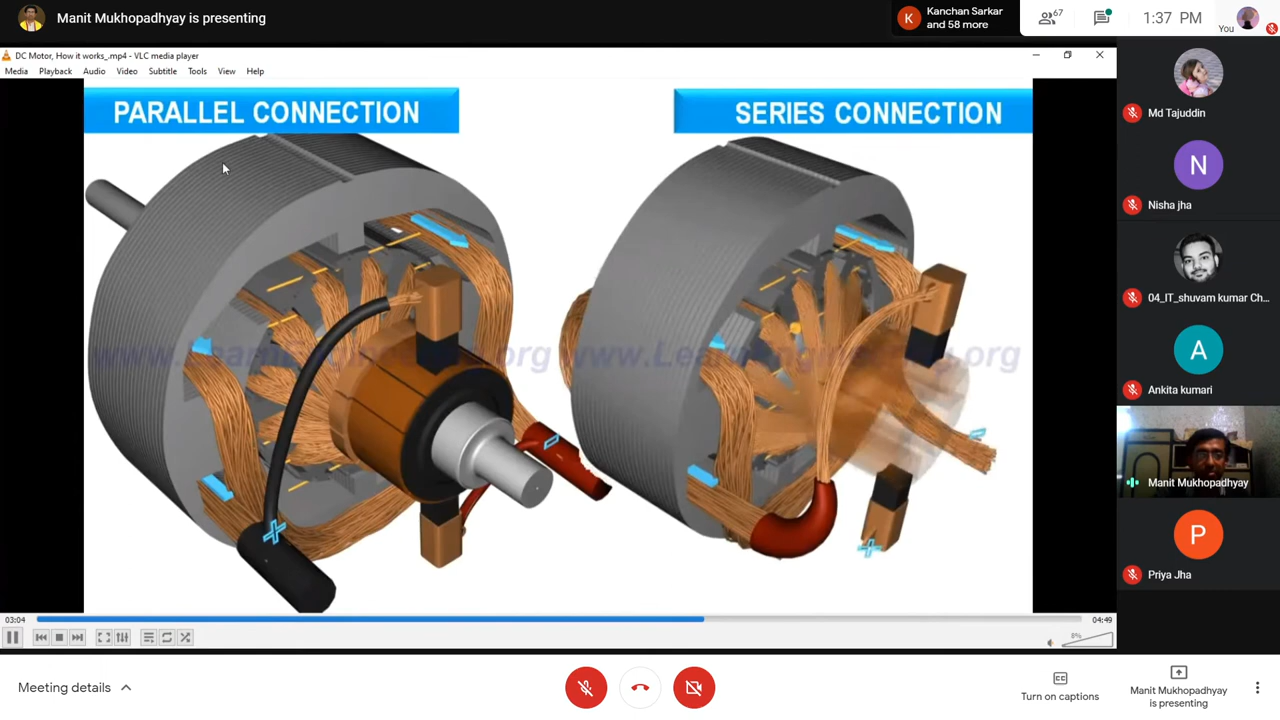 Manit Mukhopadhyay is presenting
K
Kanchan Sarkar
and 58 more
67
1:37 PM
You
DC Motor, How it works_.mp4 - VLC media player
Media Playback Audio Video Subtitle Tools View Help
PARALLEL CONNECTION
SERIES CONNECTION
www.LearnEngineering.org www.LearnEngineering.org
Md Tajuddin
N
Nisha jha
04_IT_shuvam kumar Ch...
A
Ankita kumari
Manit Mukhopadhyay
P
Priya Jha
03:04
04:49
8%
Meeting details
Turn on captions
Manit Mukhopadhyay
is presenting